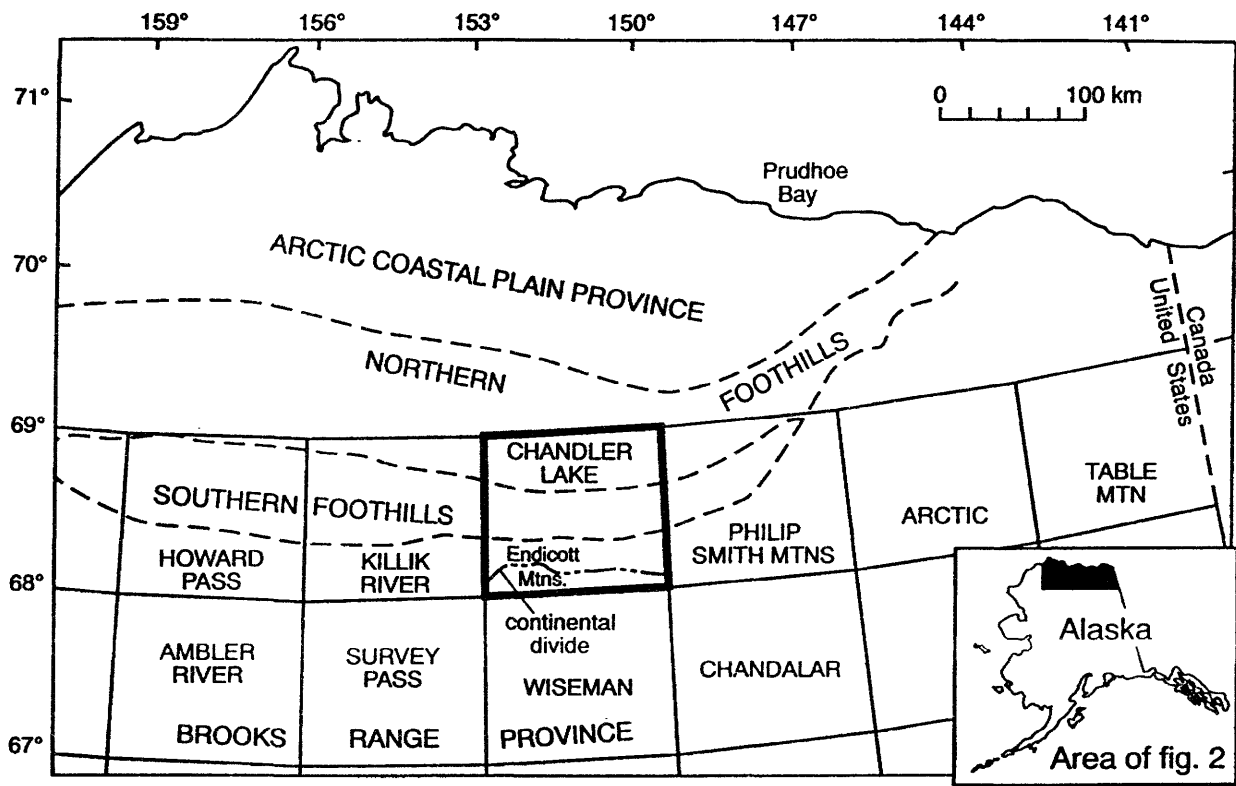 159° 156° 153° 150° 147° 144° 141°
71°
0 100 km
Prudhoe
Bay
70°
ARCTIC COASTAL PLAIN PROVINCE
United States
Canada
NORTHERN FOOTHILLS
69°
CHANDLER
LAKE
SOUTHERN FOOTHILLS
TABLE
MTN
ARCTIC
PHILIP
SMITH MTNS
HOWARD
PASS
KILLIK
RIVER
Endicott
Mtns.
68°
continental
divide
Alaska
AMBLER
RIVER
SURVEY
PASS
WISEMAN
CHANDALAR
BROOKS RANGE PROVINCE
67°
Area of fig. 2